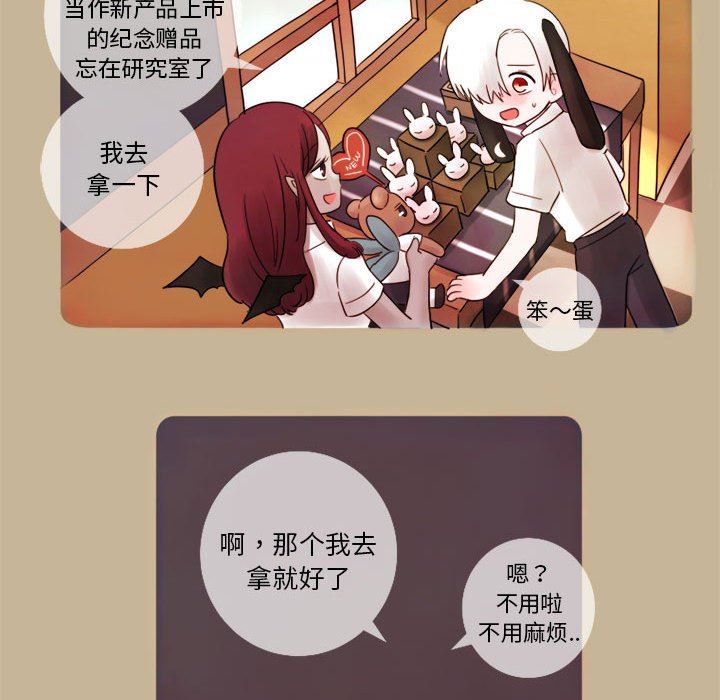 当作新产品上市
的纪念赠品
忘在研究室了
我去
拿一下
NEW
笨～蛋
啊，那个我去
拿就好了
嗯？
不用啦
不用麻烦..